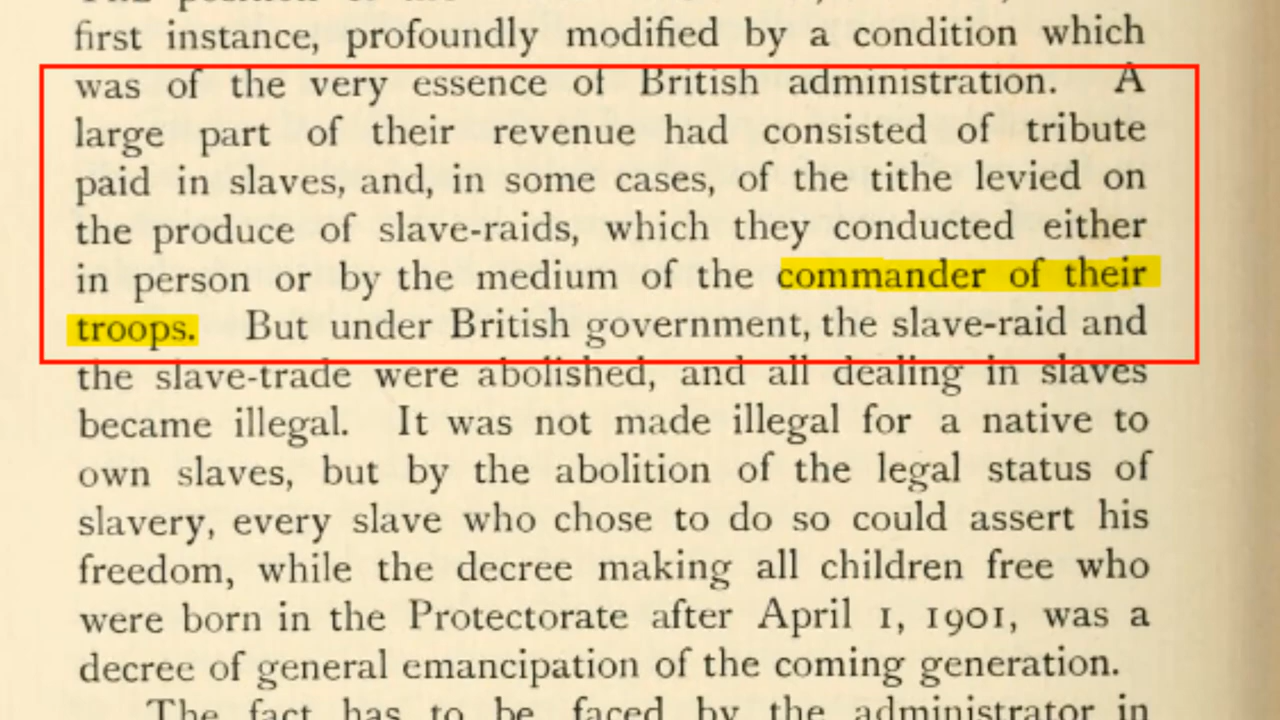 first instance, profoundly modified by a condition which
was of the very essence of British administration. A
large part of their revenue had consisted of tribute
paid in slaves, and, in some cases, of the tithe levied on
the produce of slave-raids, which they conducted either
in person or by the medium of the commander of their
troops. But under British government, the slave-raid and
the slave-trade were abolished, and all dealing in slaves
became illegal. It was not made illegal for a native to
own slaves, but by the abolition of the legal status of
slavery, every slave who chose to do so could assert his
freedom, while the decree making all children free who
were born in the Protectorate after April 1, 1901, was a
decree of general emancipation of the coming generation.
The fact has to be faced by the administrator in